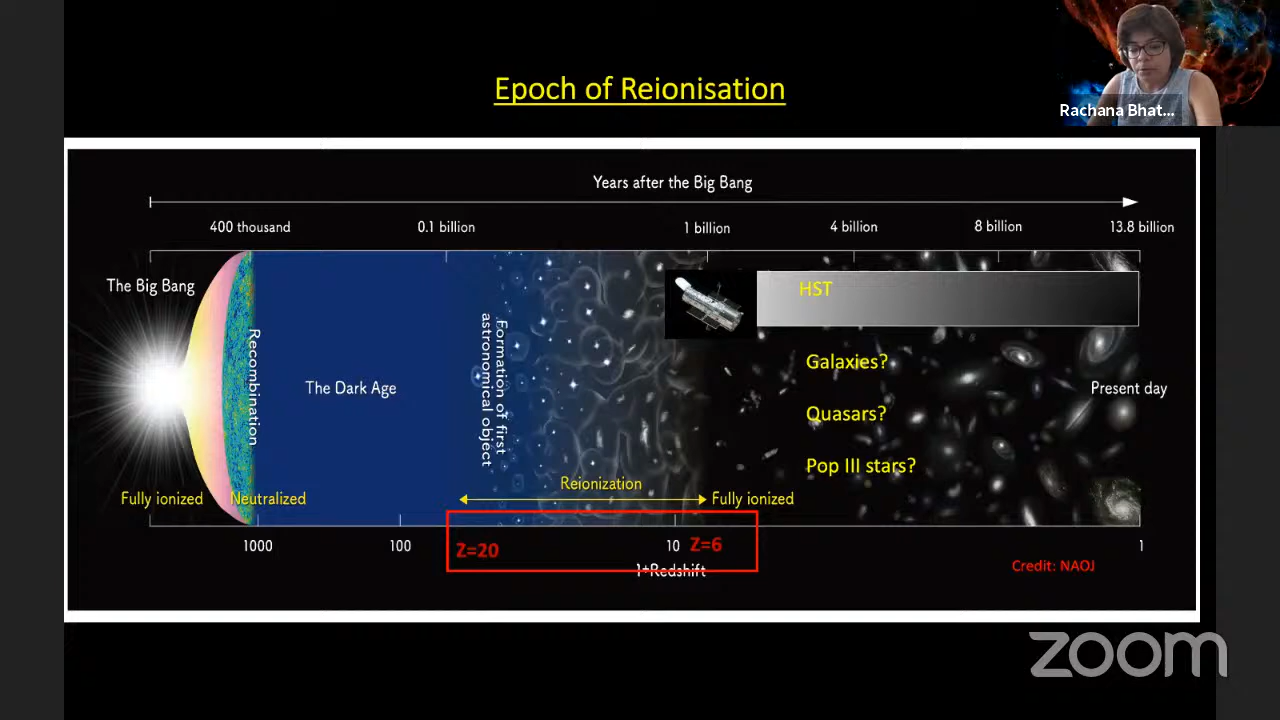 Epoch of Reionisation
Rachana Bhat...
Years after the Big Bang
400 thousand
0.1 billion
1 billion
4 billion
8 billion
13.8 billion
The Big Bang
HST
Recombination
Formation of first
astronomical object
Galaxies?
The Dark Age
Present day
Quasars?
Pop III stars?
Reionization
Fully ionized
Neutralized
Fully ionized
1000
100
Z=20
10
Z=6
1
1+Redshift
Credit: NAOJ
zoom